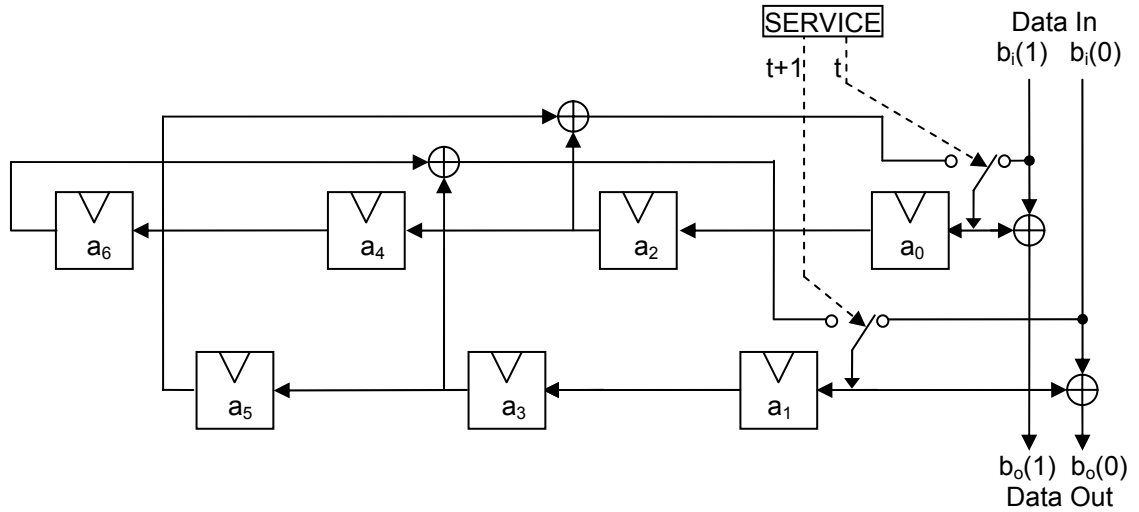 SERVICE
Data In
bᵢ(1) bᵢ(0)
t+1 t
a₆ a₄ a₂ a₀
a₅ a₃ a₁
bₒ(1) bₒ(0)
Data Out